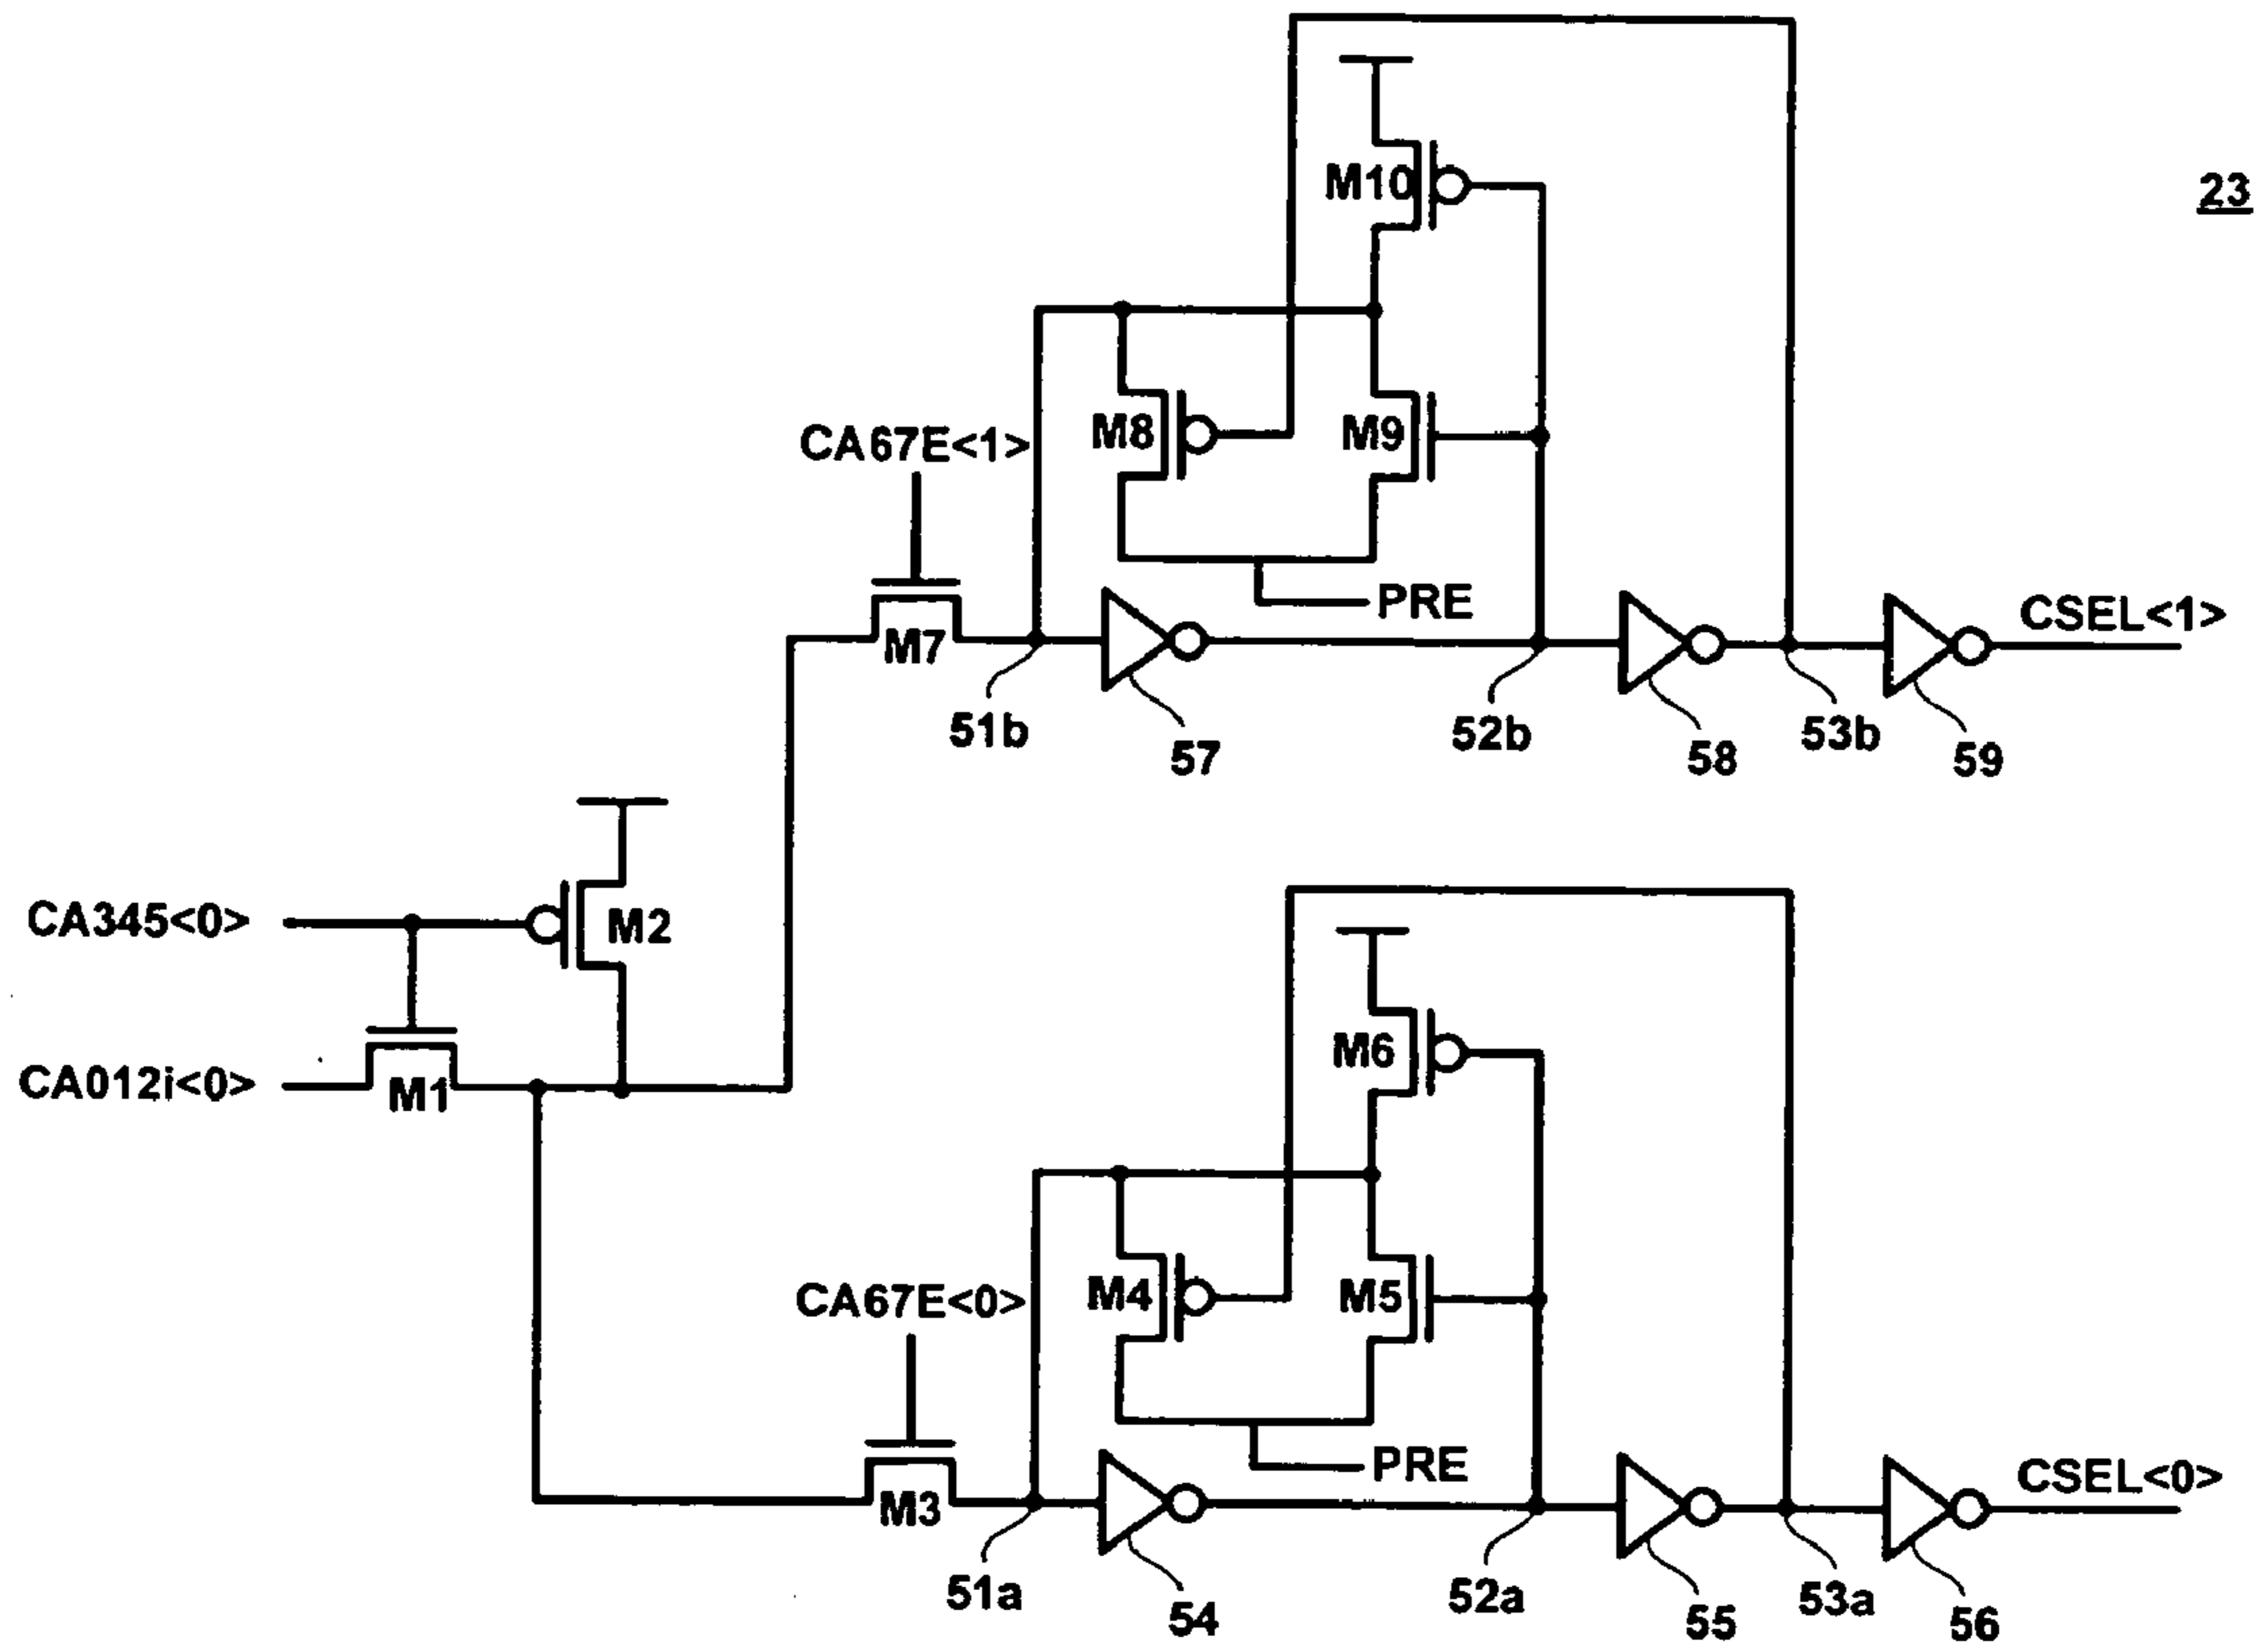 23
M10
M8
M9
CA67E<1>
PRE
CSEL<1>
M7
51b
57
52b
58
53b
59
CA345<0>
M2
CA012i<0>
M1
M6
M4
M5
CA67E<0>
PRE
CSEL<0>
M3
51a
54
52a
55
53a
56